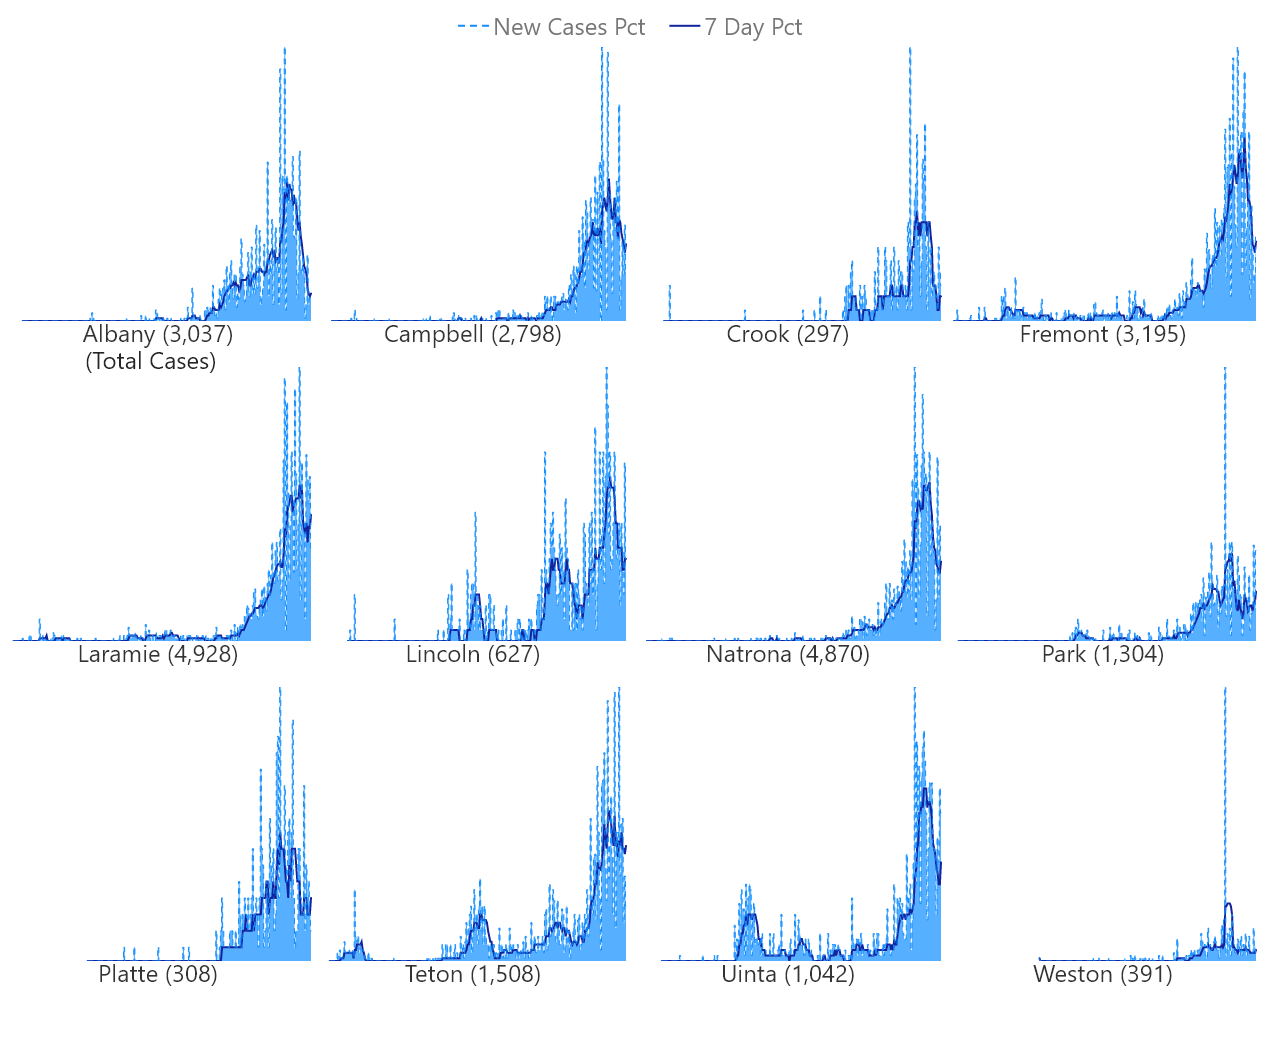 New Cases Pct 7 Day Pct
Albany (3,037) Campbell (2,798) Crook (297) Fremont (3,195)
(Total Cases)
Laramie (4,928) Lincoln (627) Natrona (4,870) Park (1,304)
Platte (308) Teton (1,508) Uinta (1,042) Weston (391)